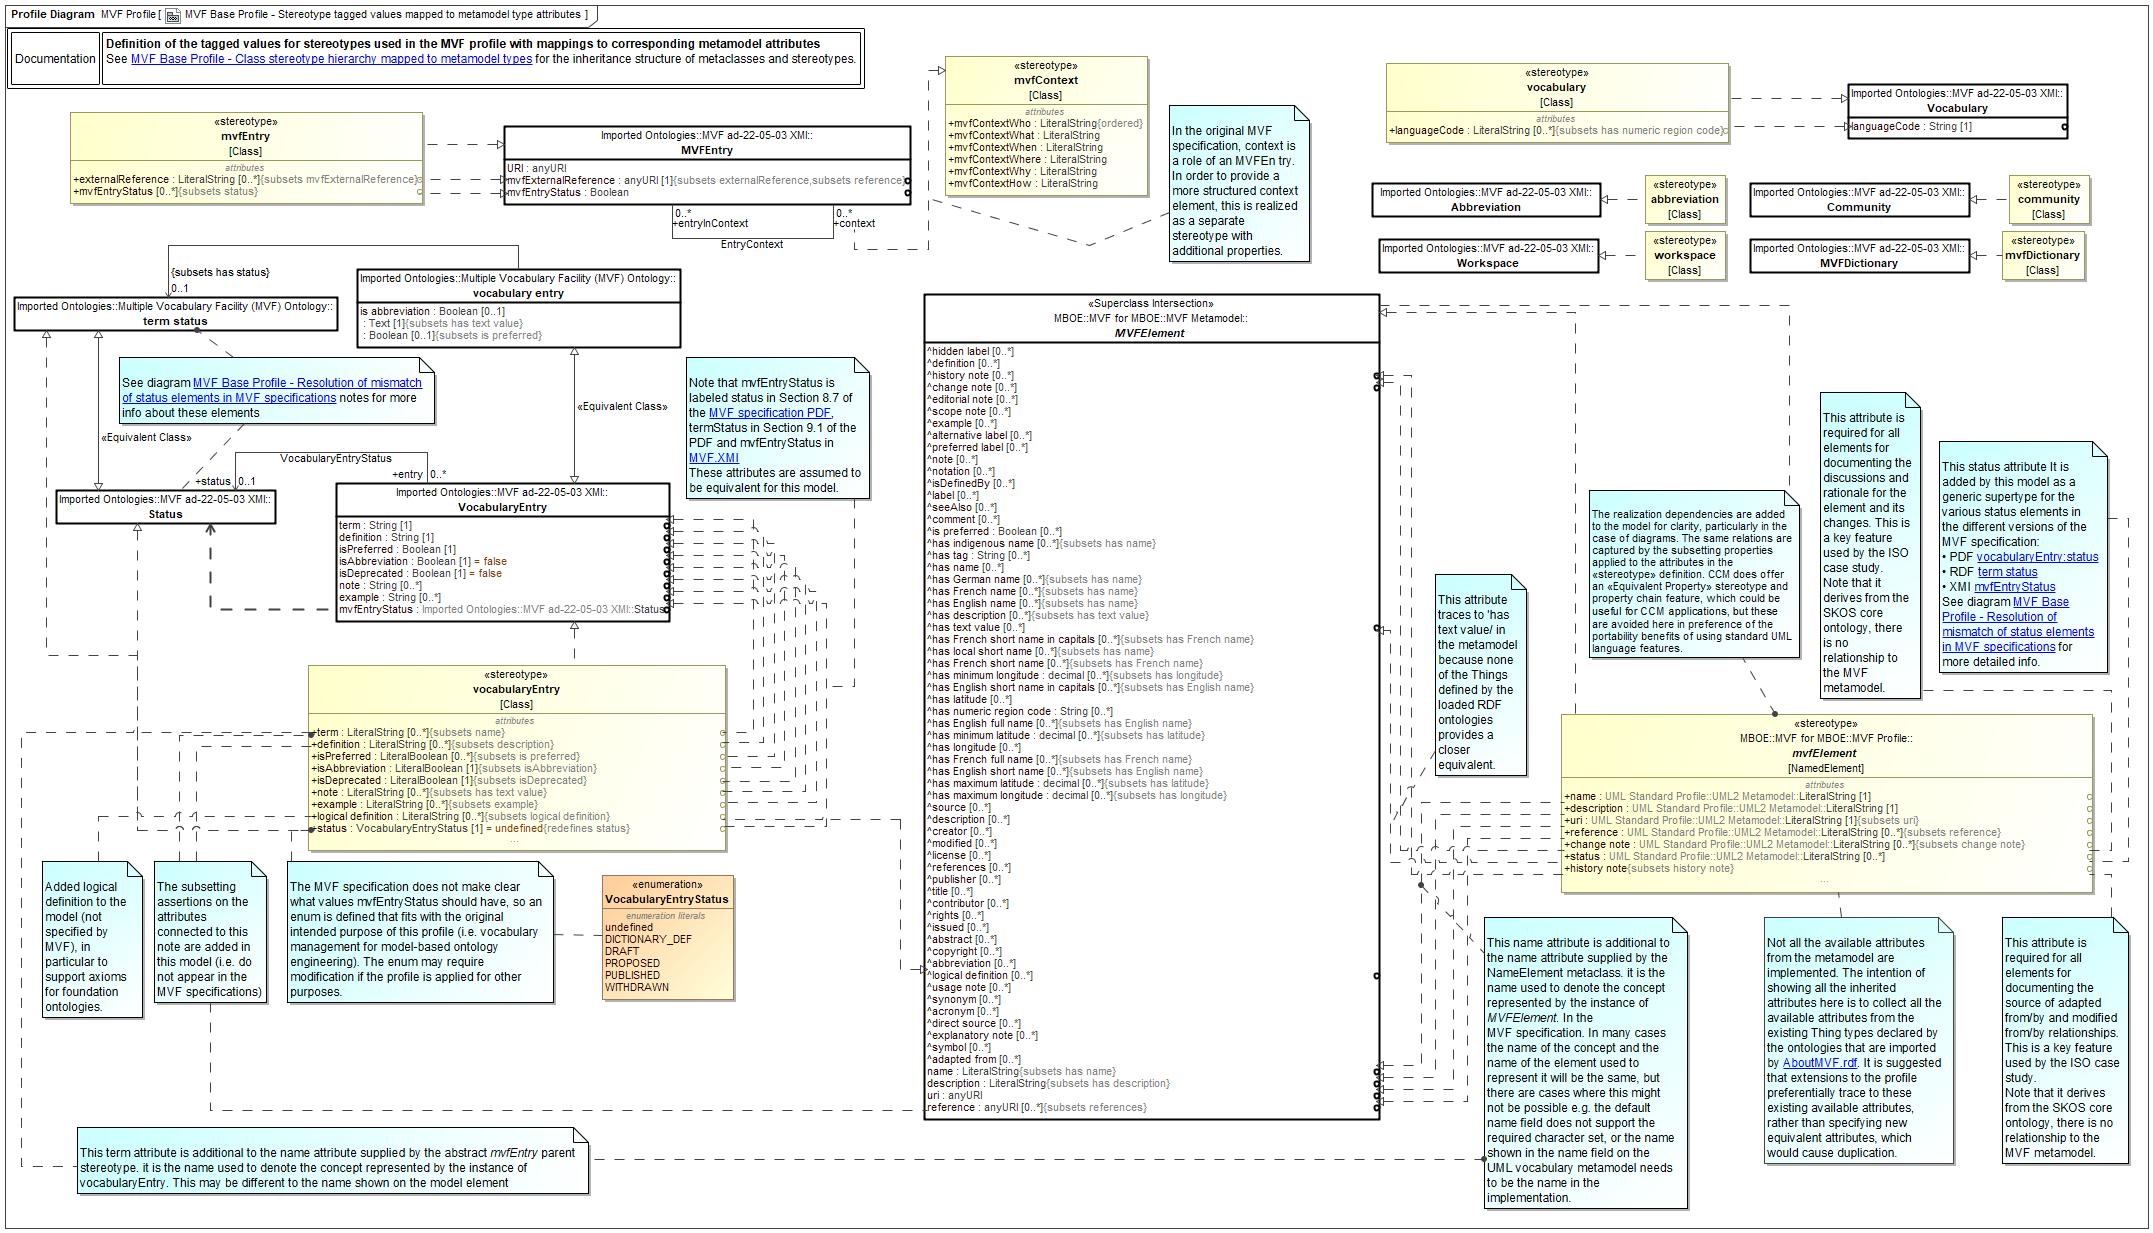 Profile Diagram MVF Profile [ MVF Base Profile - Stereotype tagged values mapped to metamodel type attributes ]
Documentation
Definition of the tagged values for stereotypes used in the MVF profile with mappings to corresponding metamodel attributes
See MVF Base Profile - Class stereotype hierarchy mapped to metamodel types for the inheritance structure of metaclasses and stereotypes.
«stereotype»
mvfEntry
[Class]
attributes
+externalReference : LiteralString [0..*]{subsets mvfExternalReference}
+mvfEntryStatus [0..*]{subsets status}
Imported Ontologies::MVF ad-22-05-03 XMI::
MVFEntry
URI : anyURI
mvfExternalReference : anyURI [1]{subsets externalReference,subsets reference}
mvfEntryStatus : Boolean
0..*
+entryInContext
0..*
+context
EntryContext
«stereotype»
mvfContext
[Class]
attributes
+mvfContextWho : LiteralString{ordered}
+mvfContextWhat : LiteralString
+mvfContextWhen : LiteralString
+mvfContextWhere : LiteralString
+mvfContextWhy : LiteralString
+mvfContextHow : LiteralString
In the original MVF
specification, context is
a role of an MVFEn try.
In order to provide a
more structured context
element, this is realized
as a separate
stereotype with
additional properties.
«stereotype»
vocabulary
[Class]
attributes
+languageCode : LiteralString [0..*]{subsets has numeric region code}
Imported Ontologies::MVF ad-22-05-03 XMI::
Vocabulary
languageCode : String [1]
Imported Ontologies::MVF ad-22-05-03 XMI::
Abbreviation
«stereotype»
abbreviation
[Class]
Imported Ontologies::MVF ad-22-05-03 XMI::
Community
«stereotype»
community
[Class]
Imported Ontologies::MVF ad-22-05-03 XMI::
Workspace
«stereotype»
workspace
[Class]
Imported Ontologies::MVF ad-22-05-03 XMI::
MVFDictionary
«stereotype»
mvfDictionary
[Class]
{subsets has status}
0..1
Imported Ontologies::Multiple Vocabulary Facility (MVF) Ontology::
term status
Imported Ontologies::Multiple Vocabulary Facility (MVF) Ontology::
vocabulary entry
is abbreviation : Boolean [0..1]
: Text [1]{subsets has text value}
: Boolean [0..1]{subsets is preferred}
See diagram MVF Base Profile - Resolution of mismatch
of status elements in MVF specifications notes for more
info about these elements
«Equivalent Class»
«Equivalent Class»
Note that mvfEntryStatus is
labeled status in Section 8.7 of
the MVF specification PDF,
termStatus in Section 9.1 of the
PDF and mvfEntryStatus in
MVF.XMI
These attributes are assumed to
be equivalent for this model.
VocabularyEntryStatus
+status
0..1
+entry
0..*
Imported Ontologies::MVF ad-22-05-03 XMI::
Status
Imported Ontologies::MVF ad-22-05-03 XMI::
VocabularyEntry
term : String [1]
definition : String [1]
isPreferred : Boolean [1]
isAbbreviation : Boolean [1] = false
isDeprecated : Boolean [1] = false
note : String [0..*]
example : String [0..*]
mvfEntryStatus : Imported Ontologies::MVF ad-22-05-03 XMI::Status
«stereotype»
vocabularyEntry
[Class]
attributes
+term : LiteralString [0..*]{subsets name}
+definition : LiteralString [0..*]{subsets description}
+isPreferred : LiteralBoolean [0..*]{subsets is preferred}
+isAbbreviation : LiteralBoolean [1]{subsets isAbbreviation}
+isDeprecated : LiteralBoolean [1]{subsets isDeprecated}
+note : LiteralString [0..*]{subsets has text value}
+example : LiteralString [0..*]{subsets example}
+logical definition : LiteralString [0..*]{subsets logical definition}
+status : VocabularyEntryStatus [1] = undefined{redefines status}
...
Added logical
definition to the
model (not
specified by
MVF), in
particular to
support axioms
for foundation
ontologies.
The subsetting
assertions on the
attributes
connected to this
note are added in
this model (i.e. do
not appear in the
MVF specifications)
The MVF specification does not make clear
what values mvfEntryStatus should have, so an
enum is defined that fits with the original
intended purpose of this profile (i.e. vocabulary
management for model-based ontology
engineering). The enum may require
modification if the profile is applied for other
purposes.
«enumeration»
VocabularyEntryStatus
enumeration literals
undefined
DICTIONARY_DEF
DRAFT
PROPOSED
PUBLISHED
WITHDRAWN
This term attribute is additional to the name attribute supplied by the abstract mvfEntry parent
stereotype. it is the name used to denote the concept represented by the instance of
vocabularyEntry. This may be different to the name shown on the model element
«Superclass Intersection»
MBOE::MVF for MBOE::MVF Metamodel::
MVFElement
^hidden label [0..*]
^definition [0..*]
^history note [0..*]
^change note [0..*]
^editorial note [0..*]
^scope note [0..*]
^example [0..*]
^alternative label [0..*]
^preferred label [0..*]
^note [0..*]
^notation [0..*]
^isDefinedBy [0..*]
^label [0..*]
^seeAlso [0..*]
^comment [0..*]
^is preferred : Boolean [0..*]
^has indigenous name [0..*]{subsets has name}
^has tag : String [0..*]
^has name [0..*]
^has German name [0..*]{subsets has name}
^has French name [0..*]{subsets has name}
^has English name [0..*]{subsets has name}
^has description [0..*]{subsets has text value}
^has text value [0..*]
^has French short name in capitals [0..*]{subsets has French name}
^has local short name [0..*]{subsets has name}
^has French short name [0..*]{subsets has French name}
^has minimum longitude : decimal [0..*]{subsets has longitude}
^has English short name in capitals [0..*]{subsets has English name}
^has latitude [0..*]
^has numeric region code : String [0..*]
^has English full name [0..*]{subsets has English name}
^has minimum latitude : decimal [0..*]{subsets has latitude}
^has longitude [0..*]
^has French full name [0..*]{subsets has French name}
^has English short name [0..*]{subsets has English name}
^has maximum latitude : decimal [0..*]{subsets has latitude}
^has maximum longitude : decimal [0..*]{subsets has longitude}
^source [0..*]
^description [0..*]
^creator [0..*]
^modified [0..*]
^license [0..*]
^references [0..*]
^publisher [0..*]
^title [0..*]
^contributor [0..*]
^rights [0..*]
^issued [0..*]
^abstract [0..*]
^copyright [0..*]
^abbreviation [0..*]
^logical definition [0..*]
^usage note [0..*]
^synonym [0..*]
^acronym [0..*]
^direct source [0..*]
^explanatory note [0..*]
^symbol [0..*]
^adapted from [0..*]
name : LiteralString{subsets has name}
description : LiteralString{subsets has description}
uri : anyURI
reference : anyURI [0..*]{subsets references}
This attribute
traces to 'has
text value/ in
the metamodel
because none
of the Things
defined by the
loaded RDF
ontologies
provides a
closer
equivalent.
The realization dependencies are added
to the model for clarity, particularly in the
case of diagrams. The same relations are
captured by the subsetting properties
applied to the attributes in the
«stereotype» definition. CCM does offer
an «Equivalent Property» stereotype and
property chain feature, which could be
useful for CCM applications, but these
are avoided here in preference of the
portability benefits of using standard UML
language features.
This attribute is
required for all
elements for
documenting the
discussions and
rationale for the
element and its
changes. This is
a key feature
used by the ISO
case study.
Note that it
derives from the
SKOS core
ontology, there
is no
relationship to
the MVF
metamodel.
This status attribute It is
added by this model as a
generic supertype for the
various status elements in
the different versions of the
MVF specification:
• PDF vocabularyEntry:status
• RDF term status
• XMI mvfEntryStatus
See diagram MVF Base
Profile - Resolution of
mismatch of status elements
in MVF specifications for
more detailed info.
«stereotype»
MBOE::MVF for MBOE::MVF Profile::
mvfElement
[NamedElement]
attributes
+name : UML Standard Profile::UML2 Metamodel::LiteralString [1]
+description : UML Standard Profile::UML2 Metamodel::LiteralString [1]
+uri : UML Standard Profile::UML2 Metamodel::LiteralString [1]{subsets uri}
+reference : UML Standard Profile::UML2 Metamodel::LiteralString [0..*]{subsets reference}
+change note : UML Standard Profile::UML2 Metamodel::LiteralString [0..*]{subsets change note}
+status : UML Standard Profile::UML2 Metamodel::LiteralString [0..*]
+history note{subsets history note}
...
This name attribute is additional to
the name attribute supplied by the
NameElement metaclass. it is the
name used to denote the concept
represented by the instance of
MVFElement. In the
MVF specification. In many cases
the name of the concept and the
name of the element used to
represent it will be the same, but
there are cases where this might
not be possible e.g. the default
name field does not support the
required character set, or the name
shown in the name field on the
UML vocabulary metamodel needs
to be the name in the
implementation.
Not all the available attributes
from the metamodel are
implemented. The intention of
showing all the inherited
attributes here is to collect all the
available attributes from the
existing Thing types declared by
the ontologies that are imported
by AboutMVF.rdf. It is suggested
that extensions to the profile
preferentially trace to these
existing available attributes,
rather than specifying new
equivalent attributes, which
would cause duplication.
This attribute is
required for all
elements for
documenting the
source of adapted
from/by and modified
from/by relationships.
This is a key feature
used by the ISO case
study.
Note that it derives
from the SKOS core
ontology, there is no
relationship to the
MVF metamodel.